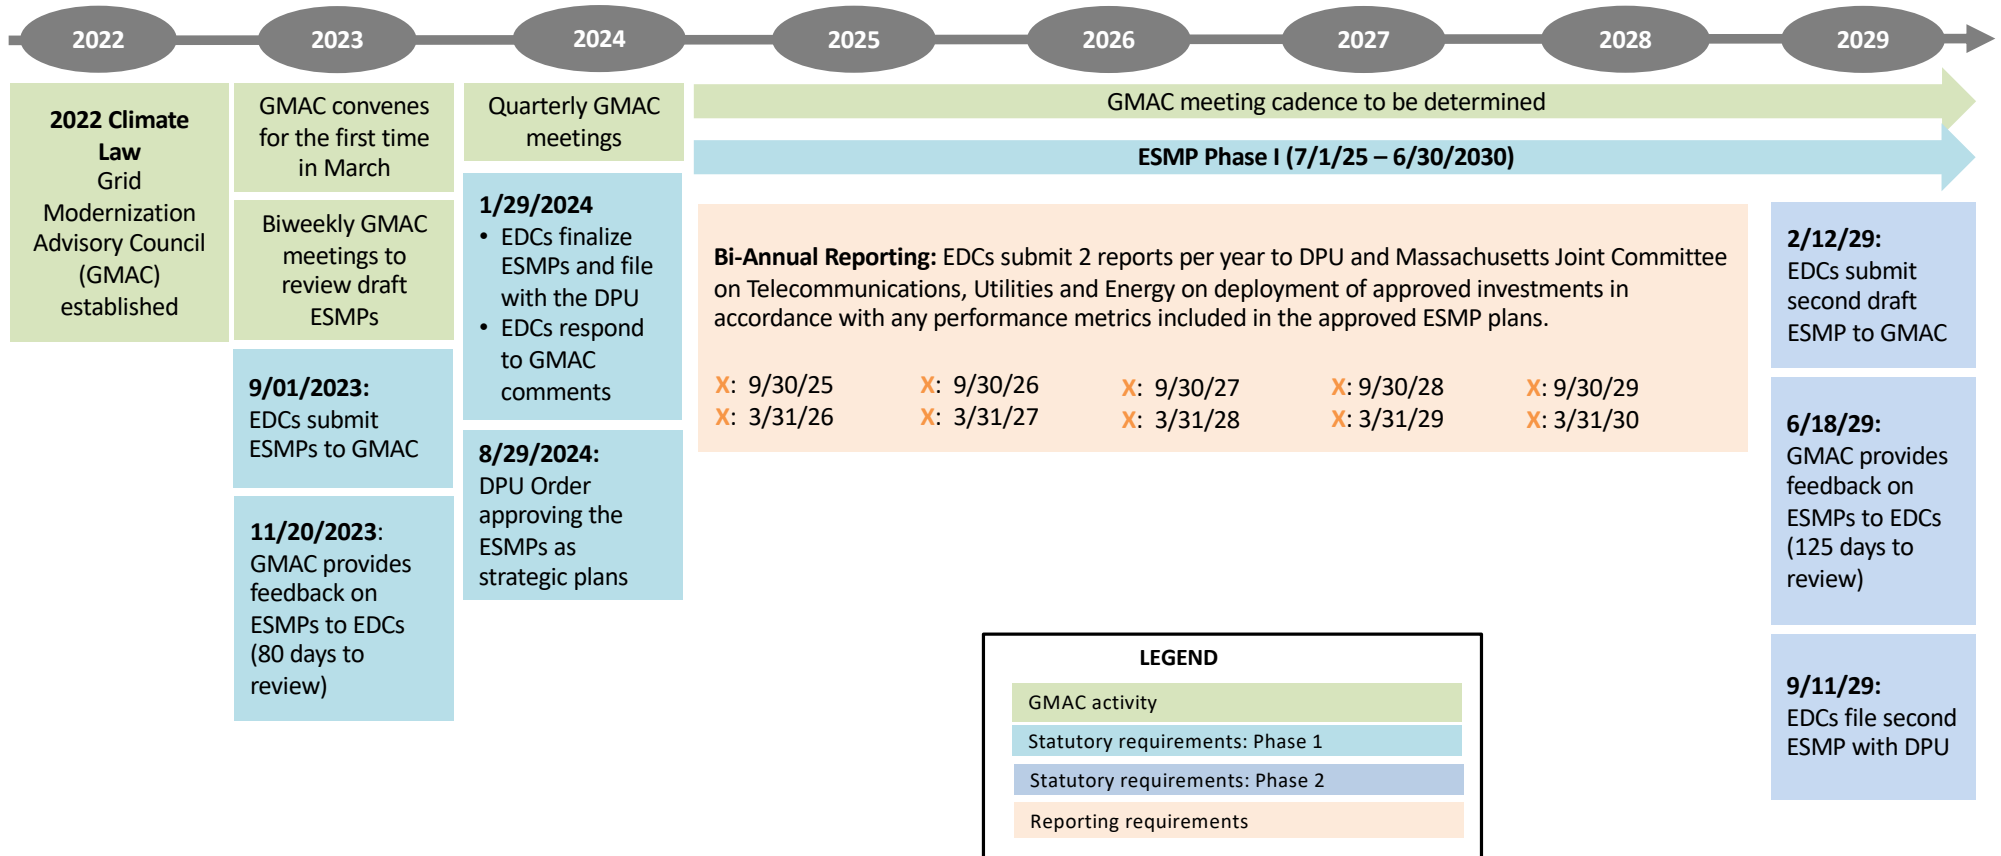 2022
2023
2024
2025
2026
2027
2028
2029
2022 Climate
Law
Grid
Modernization
Advisory Council
(GMAC)
established
GMAC convenes
for the first time
in March
Biweekly GMAC
meetings to
review draft
ESMPs
9/01/2023:
EDCs submit
ESMPs to GMAC
11/20/2023:
GMAC provides
feedback on
ESMPs to EDCs
(80 days to
review)
Quarterly GMAC
meetings
1/29/2024
• EDCs finalize
ESMPs and file
with the DPU
• EDCs respond
to GMAC
comments
8/29/2024:
DPU Order
approving the
ESMPs as
strategic plans
GMAC meeting cadence to be determined
ESMP Phase I (7/1/25 – 6/30/2030)
Bi-Annual Reporting: EDCs submit 2 reports per year to DPU and Massachusetts Joint Committee
on Telecommunications, Utilities and Energy on deployment of approved investments in
accordance with any performance metrics included in the approved ESMP plans.
X: 9/30/25
X: 3/31/26
X: 9/30/26
X: 3/31/27
X: 9/30/27
X: 3/31/28
X: 9/30/28
X: 3/31/29
X: 9/30/29
X: 3/31/30
2/12/29:
EDCs submit
second draft
ESMP to GMAC
6/18/29:
GMAC provides
feedback on
ESMPs to EDCs
(125 days to
review)
9/11/29:
EDCs file second
ESMP with DPU
LEGEND
GMAC activity
Statutory requirements: Phase 1
Statutory requirements: Phase 2
Reporting requirements